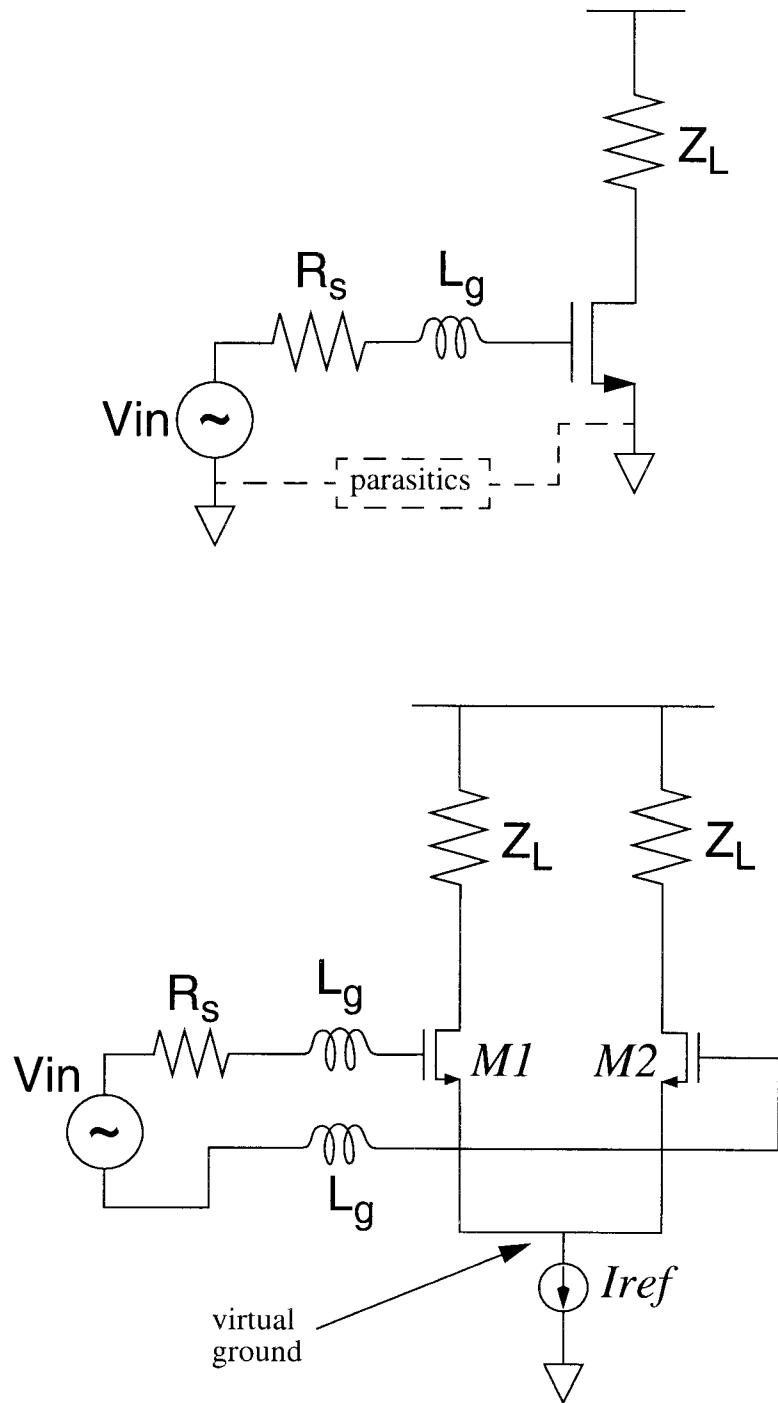 Z_L
R_s
L_g
Vin
~
parasitics
Z_L
Z_L
L_g
R_s
M1
M2
Vin
~
L_g
Iref
virtual
ground